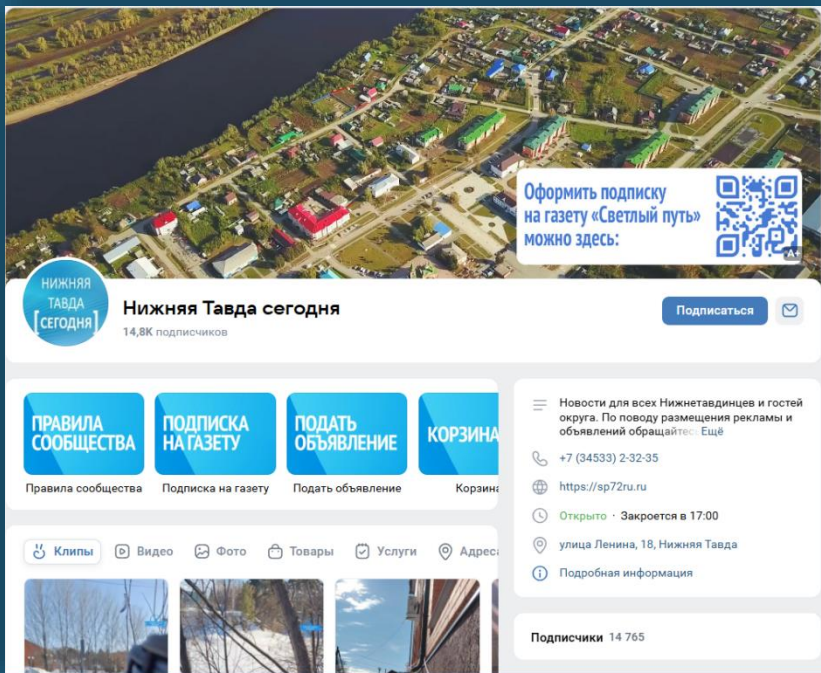 Оформить подписку
на газету «Светлый путь»
можно здесь:
A+
НИЖНЯЯ
ТАВДА
[СЕГОДНЯ]
Нижняя Тавда сегодня
14,8K подписчиков
Подписаться
ПРАВИЛА
СООБЩЕСТВА
ПОДПИСКА
НА ГАЗЕТУ
ПОДАТЬ
ОБЪЯВЛЕНИЕ
КОРЗИНА
Правила сообщества
Подписка на газету
Подать объявление
Корзина
Клипы
Видео
Фото
Товары
Услуги
Адрес
Новости для всех Нижнетавдинцев и гостей
округа. По поводу размещения рекламы и
объявлений обращайтес Ещё
+7 (34533) 2-32-35
https://sp72ru.ru
Открыто · Закроется в 17:00
улица Ленина, 18, Нижняя Тавда
Подробная информация
Подписчики 14 765